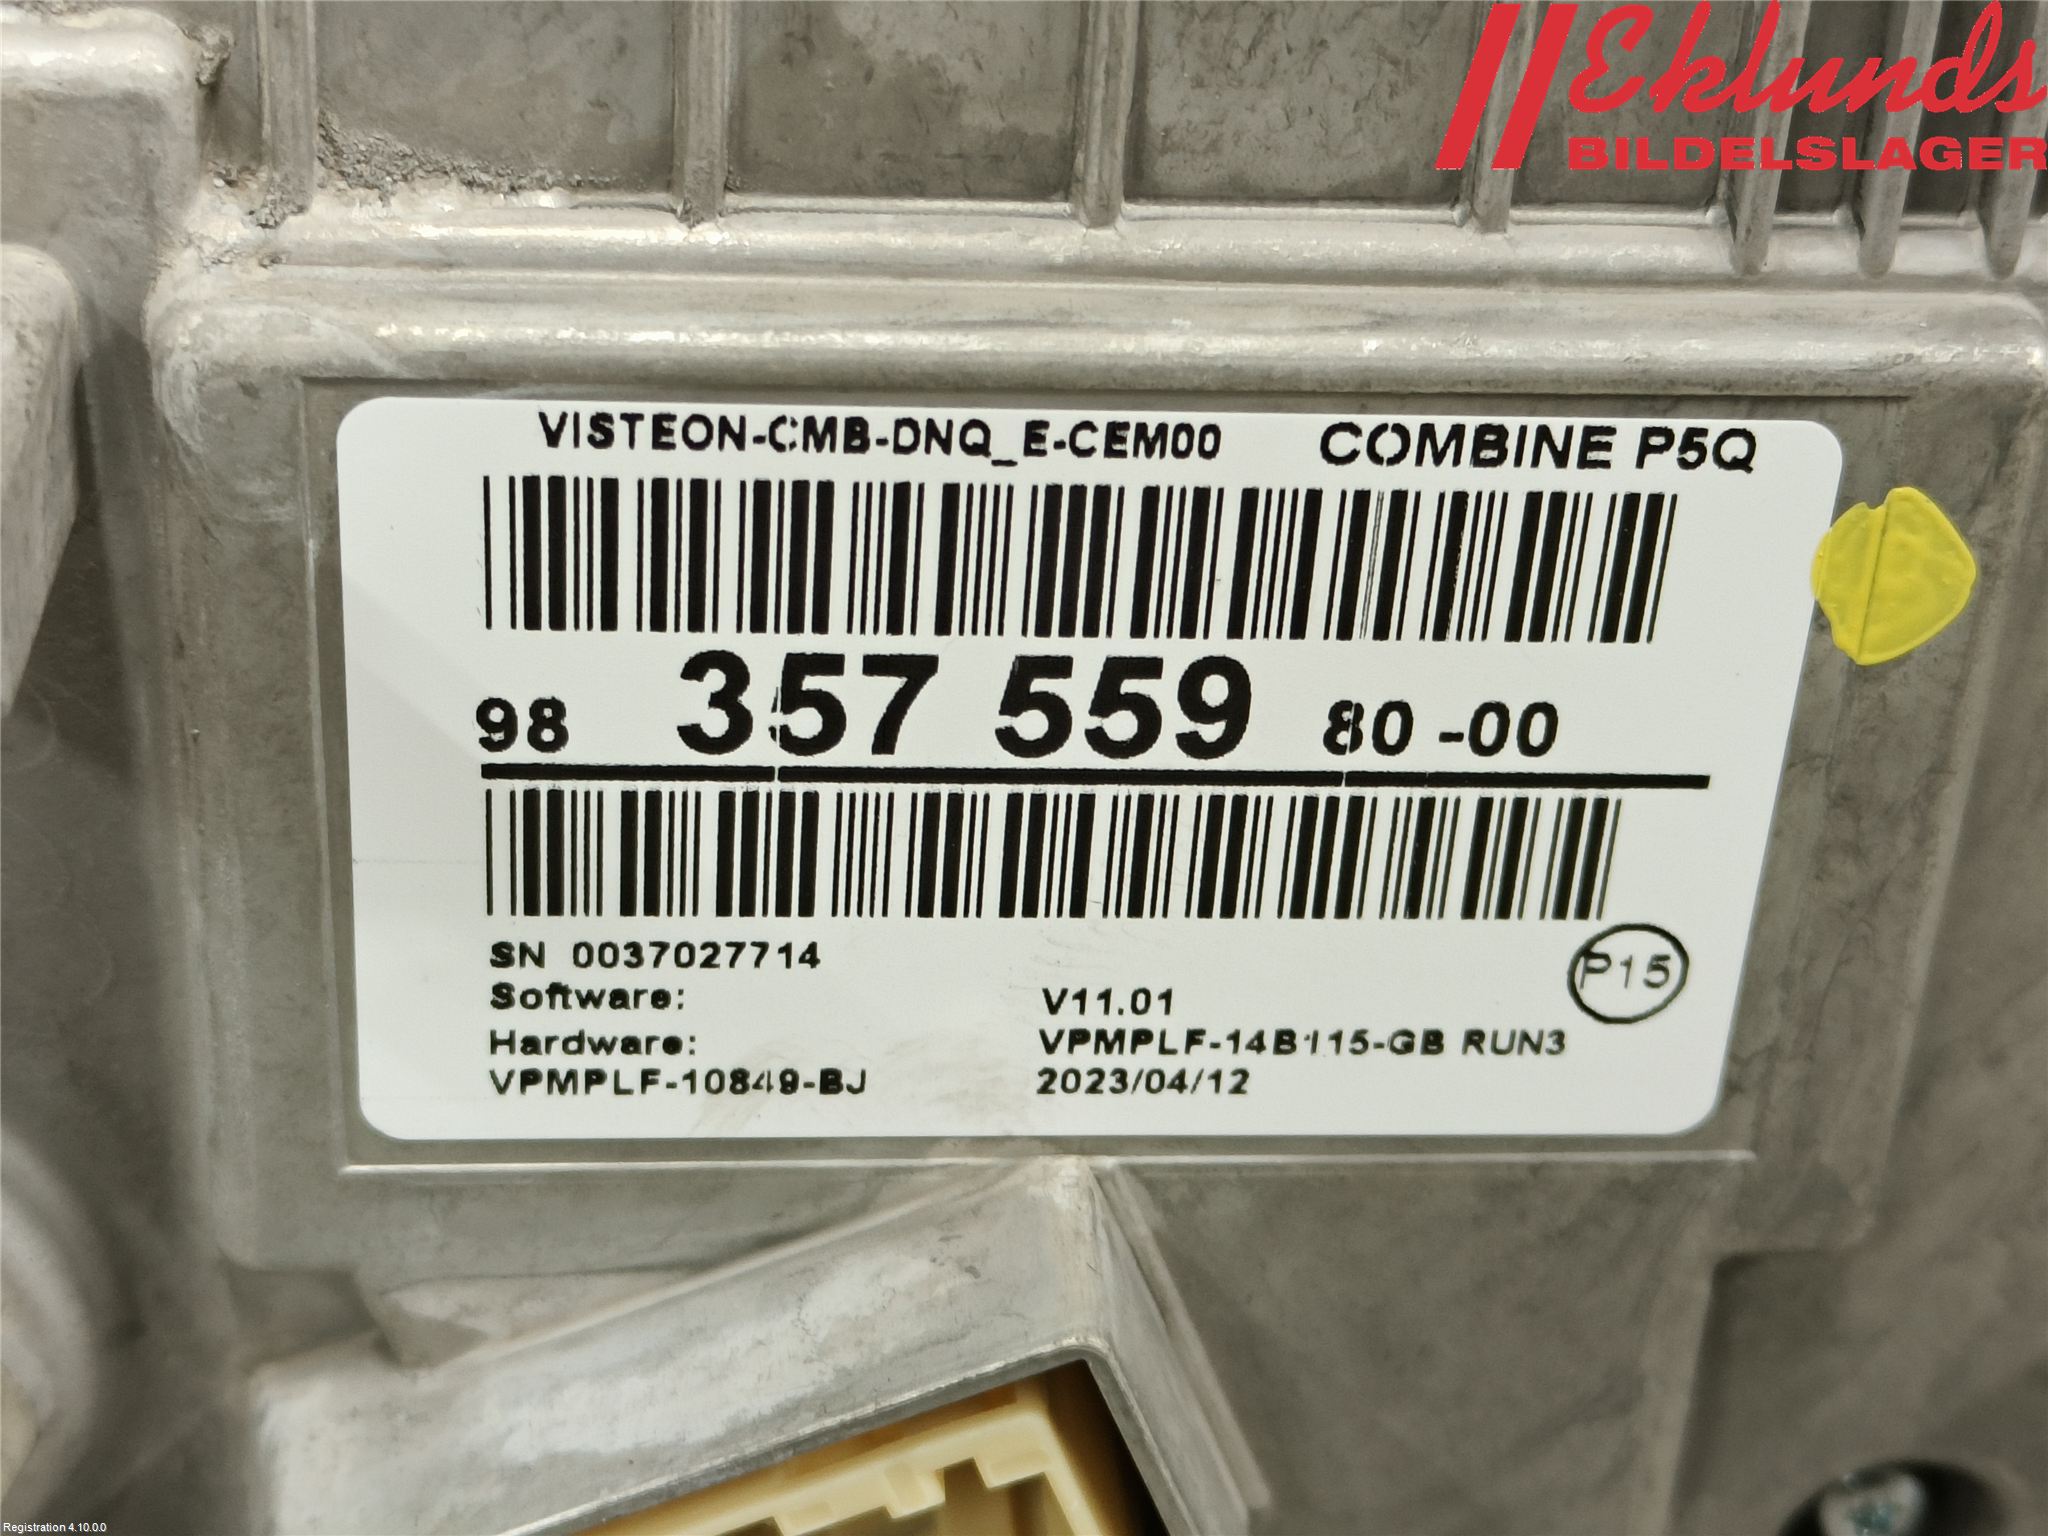 Eklunds
BILDELSLAGER
VISTEON-CMB-DNQ_E-CEM00 COMBINE P5Q
98 357 559 80 -00
SN 0037027714
P15
Software: V11.01
Hardware: VPMPLF-14B115-GB RUN3
VPMPLF-10849-BJ 2023/04/12
Registration 4.10.0.0